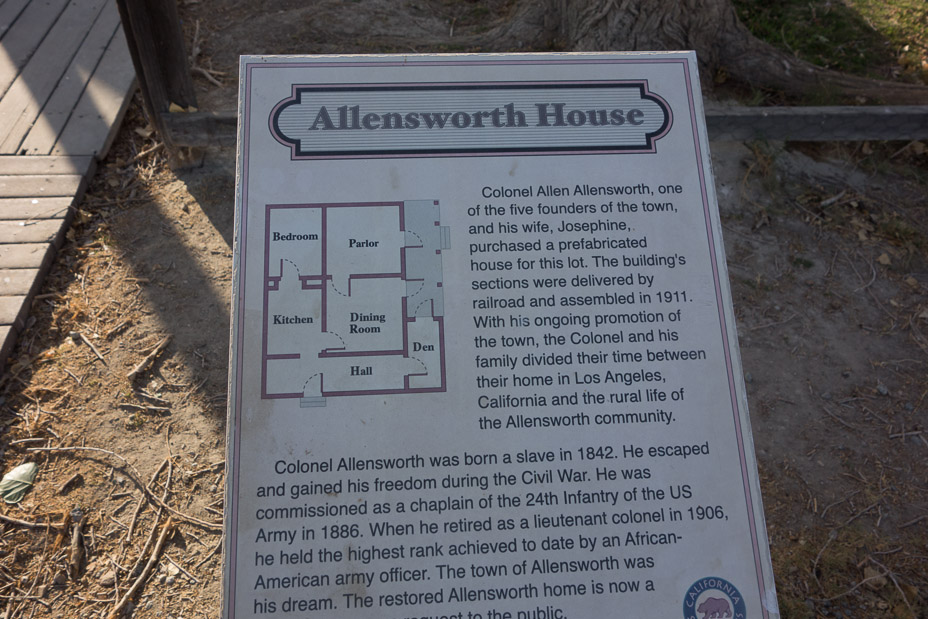 Allensworth House
Bedroom
Parlor
Kitchen
Dining
Room
Den
Hall
Colonel Allen Allensworth, one
of the five founders of the town,
and his wife, Josephine,
purchased a prefabricated
house for this lot. The building's
sections were delivered by
railroad and assembled in 1911.
With his ongoing promotion of
the town, the Colonel and his
family divided their time between
their home in Los Angeles,
California and the rural life of
the Allensworth community.
Colonel Allensworth was born a slave in 1842. He escaped
and gained his freedom during the Civil War. He was
commissioned as a chaplain of the 24th Infantry of the US
Army in 1886. When he retired as a lieutenant colonel in 1906,
he held the highest rank achieved to date by an African-
American army officer. The town of Allensworth was
his dream. The restored Allensworth home is now a
request to the public.
CALIFORNIA